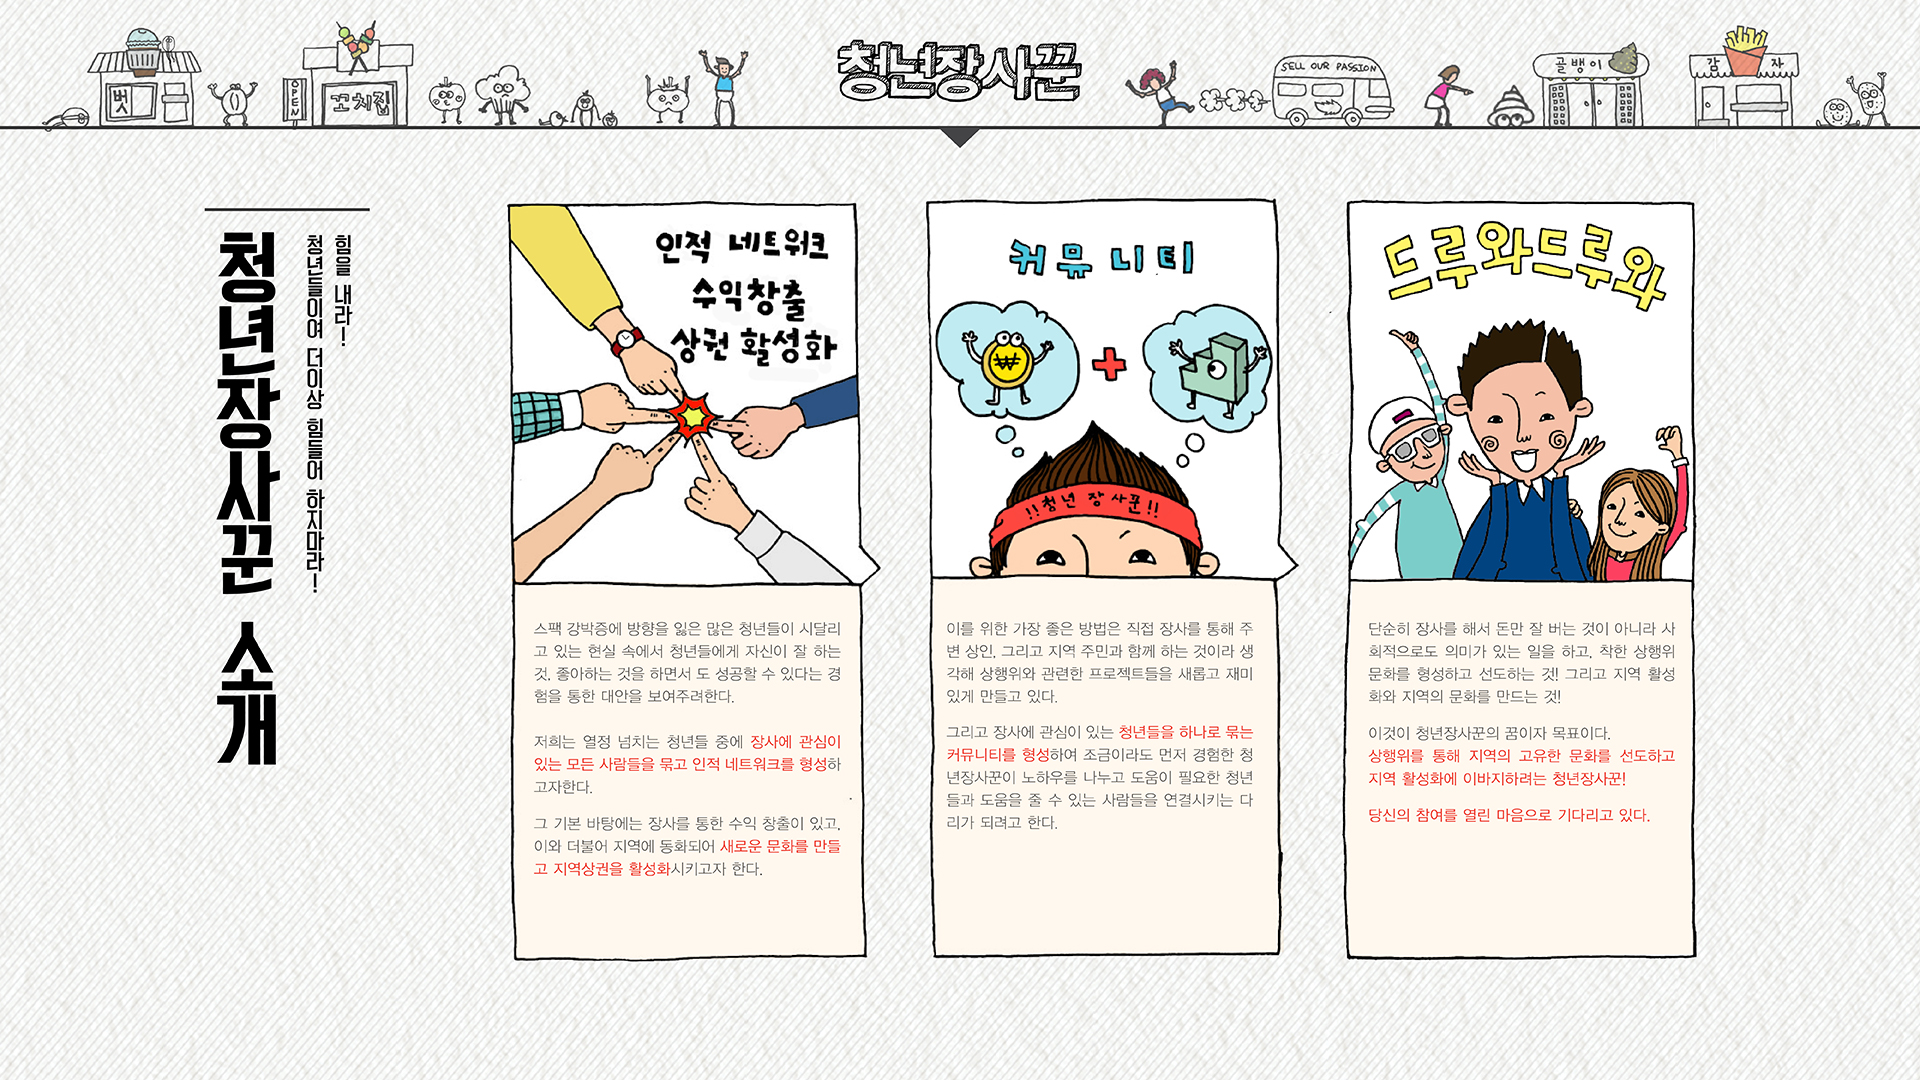 벗
OPEN
꼬치집
청년장사꾼
SELL OUR PASSION
골뱅이
감자
청년장사꾼 소개
힘을 내라!
청년들이여 더이상 힘들어 하지마라!
인적 네트워크
수익창출
상권 활성화
스팩 강박증에 방향을 잃은 많은 청년들이 시달리
고 있는 현실 속에서 청년들에게 자신이 잘 하는
것, 좋아하는 것을 하면서 도 성공할 수 있다는 경
험을 통한 대안을 보여주려한다.
저희는 열정 넘치는 청년들 중에 장사에 관심이
있는 모든 사람들을 묶고 인적 네트워크를 형성하
고자한다.
그 기본 바탕에는 장사를 통한 수익 창출이 있고,
이와 더불어 지역에 동화되어 새로운 문화를 만들
고 지역상권을 활성화시키고자 한다.
커뮤니티
!!청년장사꾼!!
이를 위한 가장 좋은 방법은 직접 장사를 통해 주
변 상인, 그리고 지역 주민과 함께 하는 것이라 생
각해 상행위와 관련한 프로젝트들을 새롭고 재미
있게 만들고 있다.
그리고 장사에 관심이 있는 청년들을 하나로 묶는
커뮤니티를 형성하여 조금이라도 먼저 경험한 청
년장사꾼이 노하우를 나누고 도움이 필요한 청년
들과 도움을 줄 수 있는 사람들을 연결시키는 다
리가 되려고 한다.
드루와드루와
단순히 장사를 해서 돈만 잘 버는 것이 아니라 사
회적으로도 의미가 있는 일을 하고, 착한 상행위
문화를 형성하고 선도하는 것! 그리고 지역 활성
화와 지역의 문화를 만드는 것!
이것이 청년장사꾼의 꿈이자 목표이다.
상행위를 통해 지역의 고유한 문화를 선도하고
지역 활성화에 이바지하려는 청년장사꾼!
당신의 참여를 열린 마음으로 기다리고 있다.